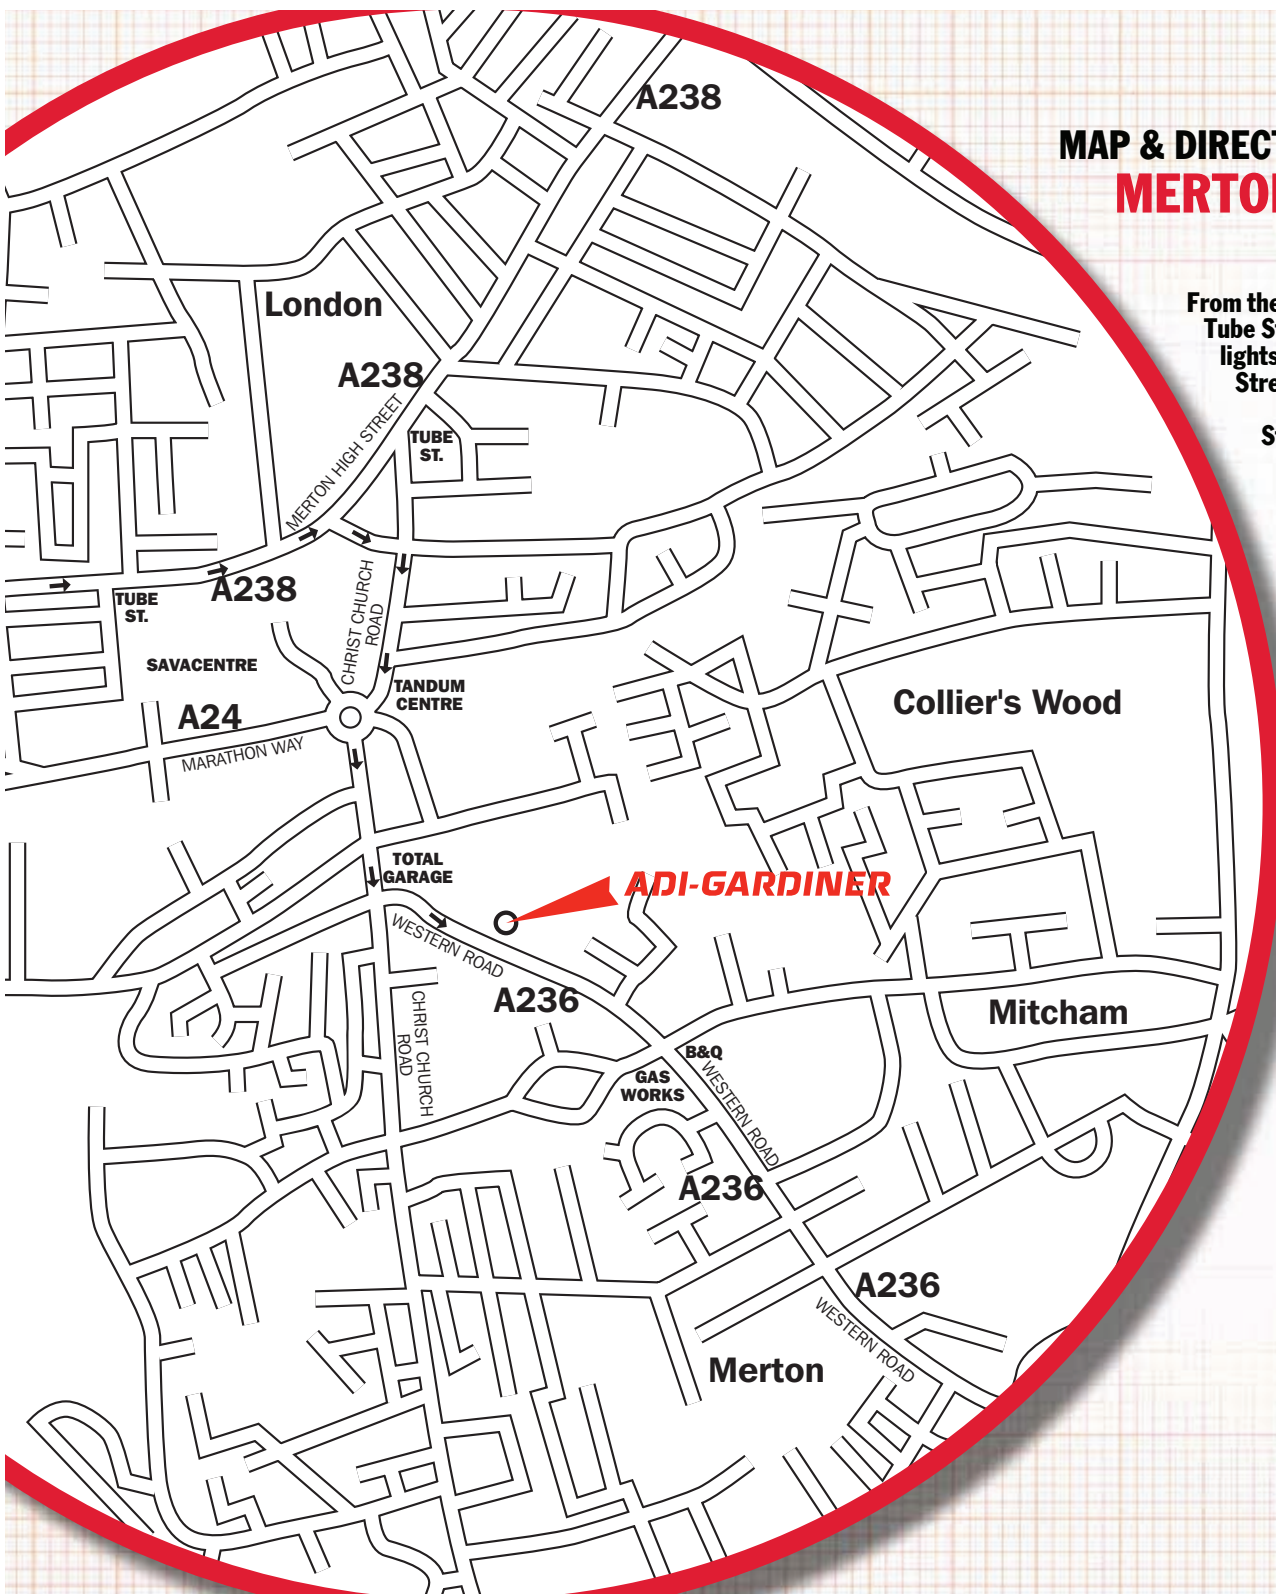 A238
MAP & DIRECT
MERTO
London
From the
Tube S
lights
Stre
S
A238
MERTON HIGH STREET
TUBE
ST.
A238
TUBE
ST.
CHRIST CHURCH
ROAD
SAVACENTRE
TANDUM
CENTRE
A24
MARATHON WAY
Collier's Wood
TOTAL
GARAGE
ADI-GARDINER
WESTERN ROAD
A236
Mitcham
CHRIST CHURCH
ROAD
B&Q
GAS
WORKS
WESTERN ROAD
A236
A236
WESTERN ROAD
Merton